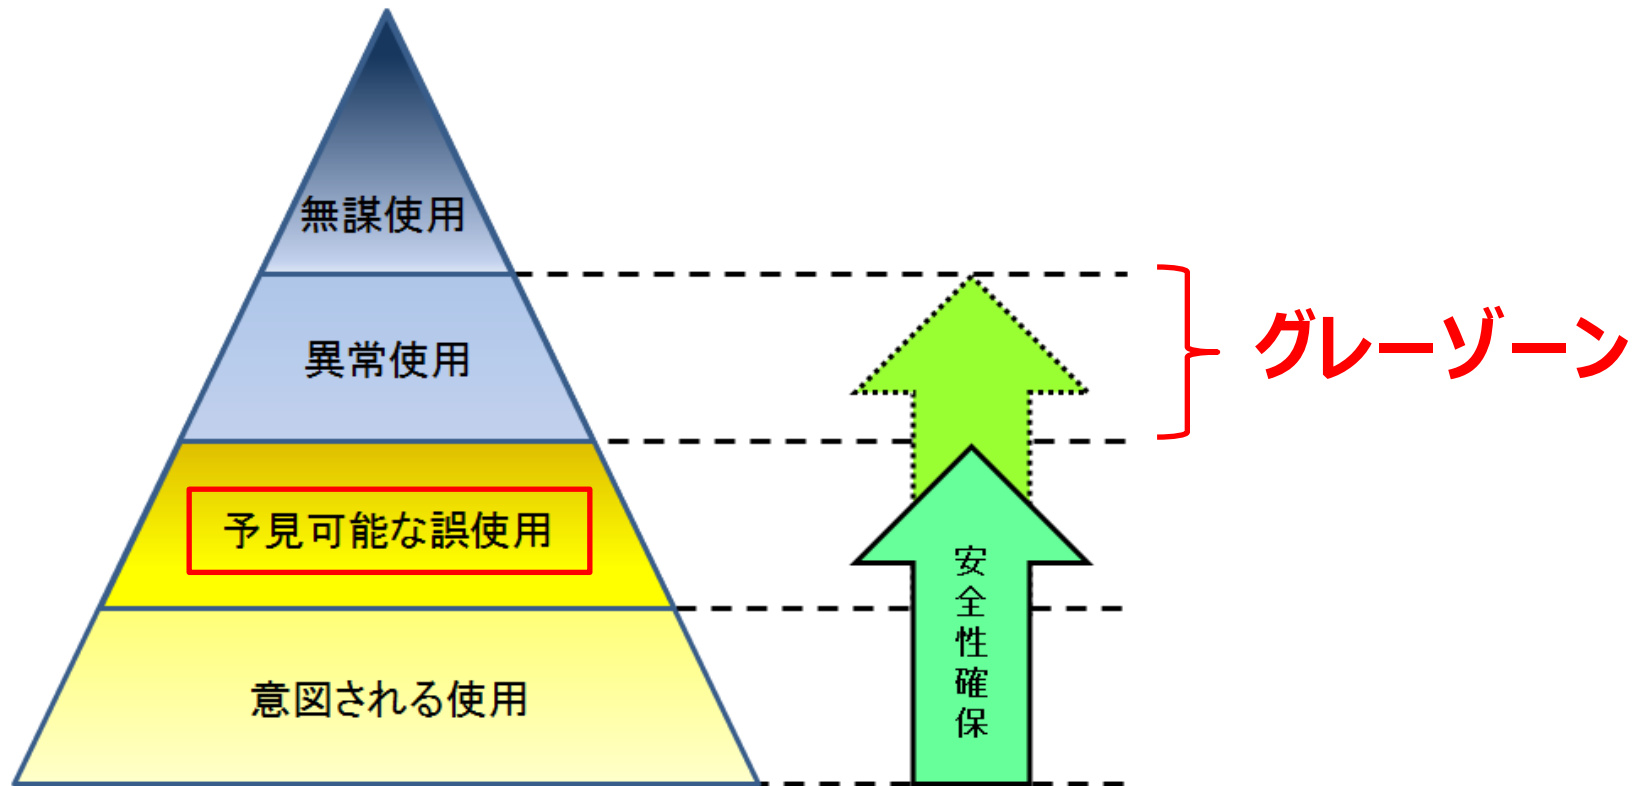 無謀使用
異常使用
グレーゾーン
予見可能な誤使用
安全性確保
意図される使用